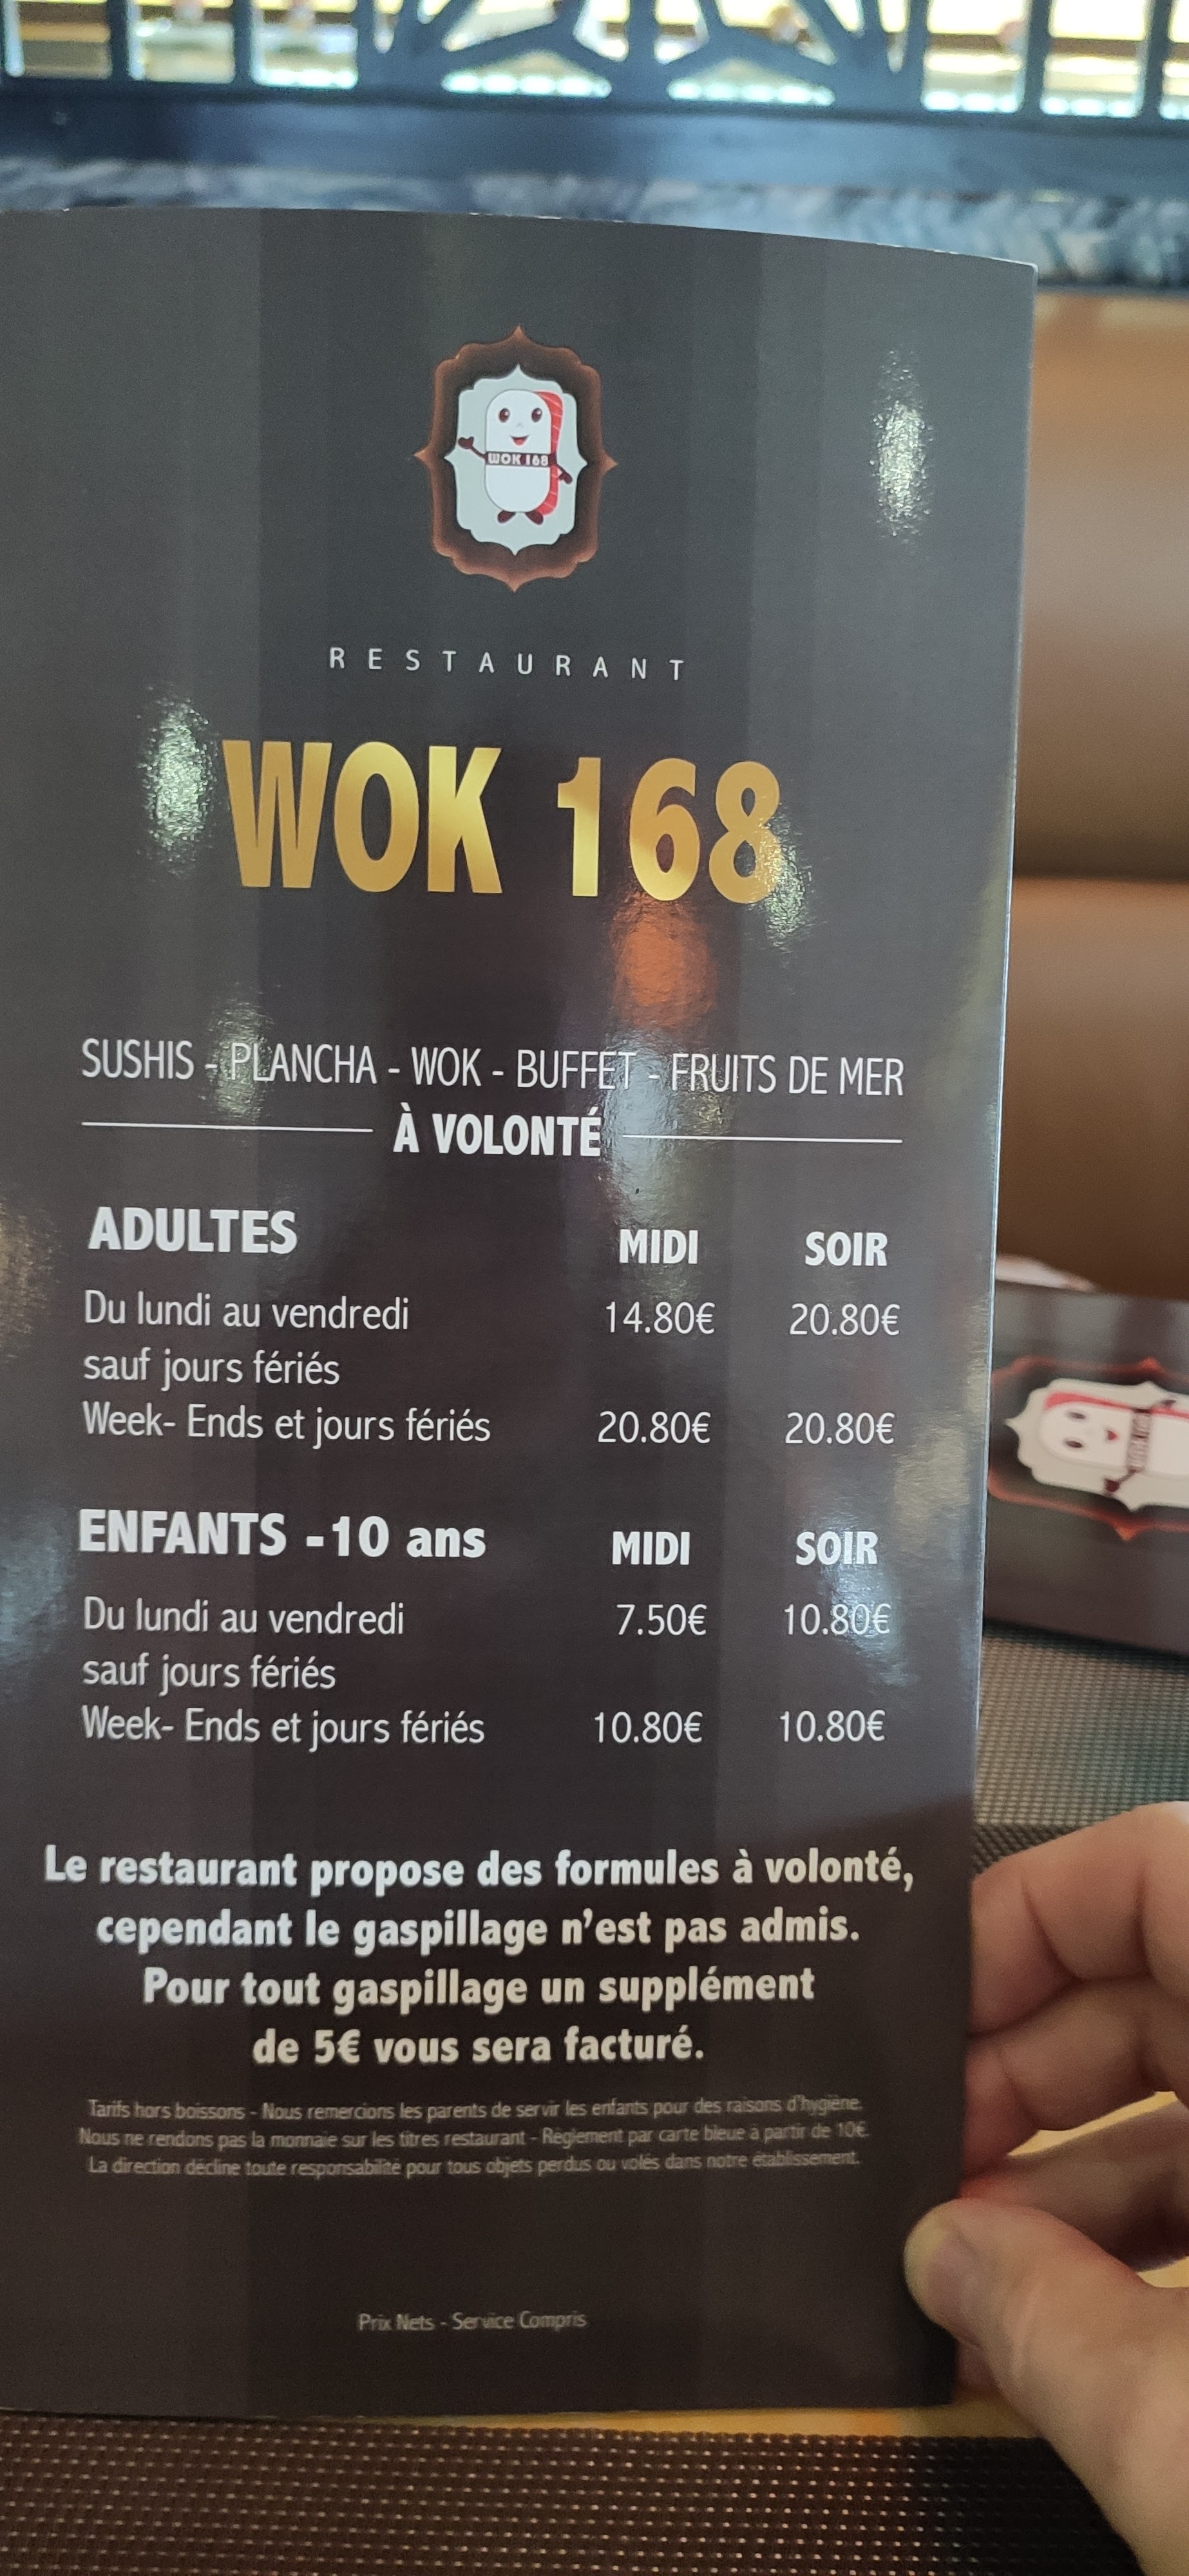 WOK 168
RESTAURANT
WOK 168
SUSHIS - PLANCHA - WOK - BUFFET - FRUITS DE MER
À VOLONTÉ
ADULTES MIDI SOIR
Du lundi au vendredi 14.80€ 20.80€
sauf jours fériés
Week- Ends et jours fériés 20.80€ 20.80€
ENFANTS -10 ans MIDI SOIR
Du lundi au vendredi 7.50€ 10.80€
sauf jours fériés
Week- Ends et jours fériés 10.80€ 10.80€
Le restaurant propose des formules à volonté,
cependant le gaspillage n'est pas admis.
Pour tout gaspillage un supplément
de 5€ vous sera facturé.
Tarifs hors boissons - Nous remercions les parents de servir les enfants pour des raisons d'hygiène.
Nous ne rendons pas la monnaie sur les titres restaurant - Règlement par carte bleue à partir de 10€.
La direction décline toute responsabilité pour tous objets perdus ou volés dans notre établissement.
Prix Nets - Service Compris